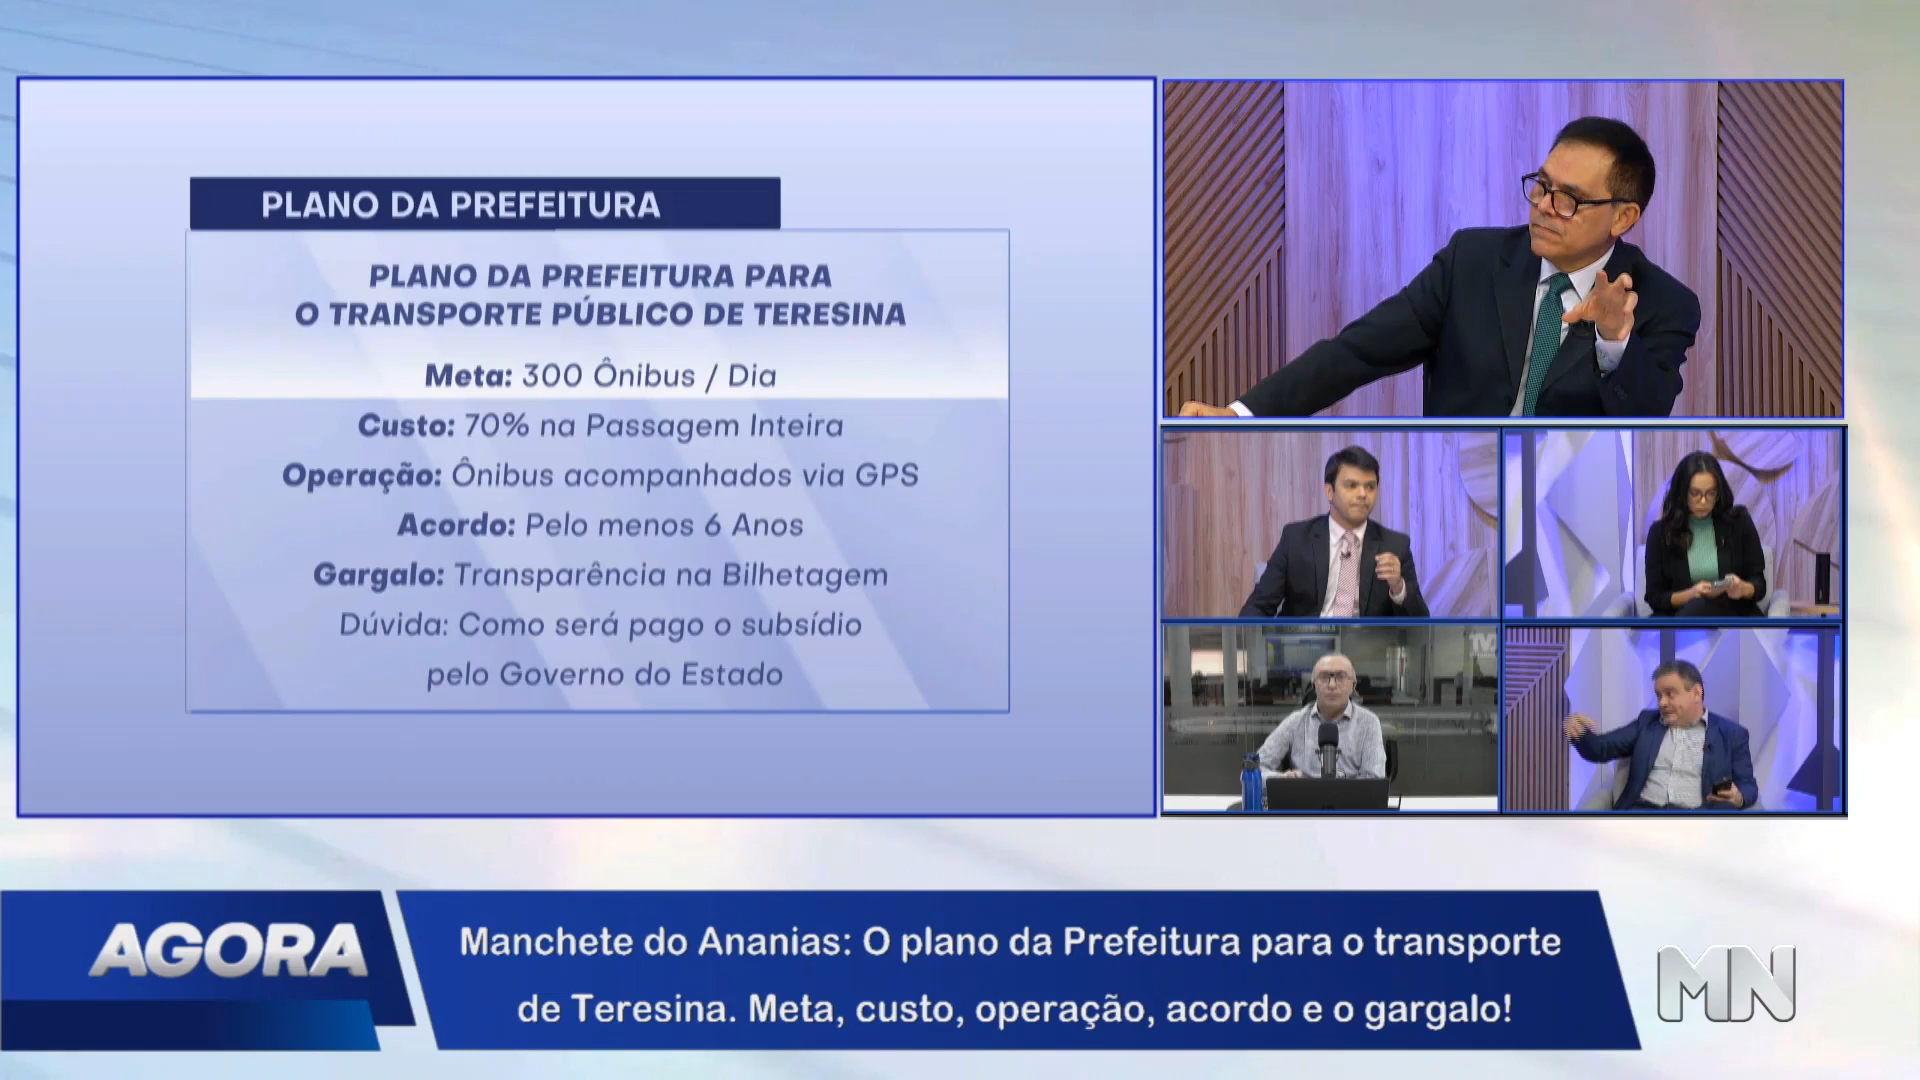 PLANO DA PREFEITURA
PLANO DA PREFEITURA PARA
O TRANSPORTE PÚBLICO DE TERESINA
Meta: 300 Ônibus / Dia
Custo: 70% na Passagem Inteira
Operação: Ônibus acompanhados via GPS
Acordo: Pelo menos 6 Anos
Gargalo: Transparência na Bilhetagem
Dúvida: Como será pago o subsídio
pelo Governo do Estado
TV
AGORA
Manchete do Ananias: O plano da Prefeitura para o transporte
de Teresina. Meta, custo, operação, acordo e o gargalo!
MN